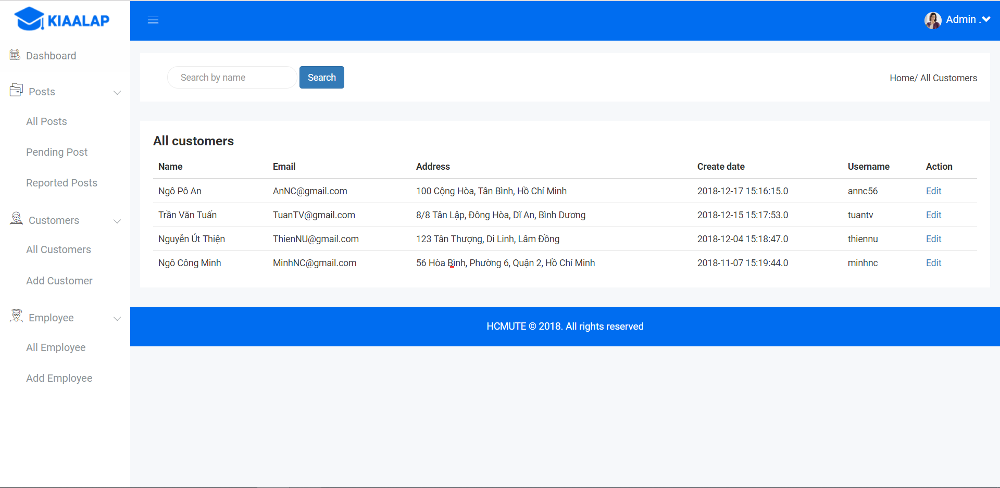 KIAALAP
Admin .
Dashboard
Posts
All Posts
Pending Post
Reported Posts
Customers
All Customers
Add Customer
Employee
All Employee
Add Employee
Search by name
Search
Home/ All Customers
All customers
Name Email Address Create date Username Action
Ngô Pô An AnNC@gmail.com 100 Cộng Hòa, Tân Bình, Hồ Chí Minh 2018-12-17 15:16:15.0 annc56 Edit
Trần Văn Tuấn TuanTV@gmail.com 8/8 Tân Lập, Đông Hòa, Dĩ An, Bình Dương 2018-12-15 15:17:53.0 tuantv Edit
Nguyễn Út Thiện ThienNU@gmail.com 123 Tân Thượng, Di Linh, Lâm Đồng 2018-12-04 15:18:47.0 thiennu Edit
Ngô Công Minh MinhNC@gmail.com 56 Hòa Bình, Phường 6, Quận 2, Hồ Chí Minh 2018-11-07 15:19:44.0 minhnc Edit
HCMUTE © 2018. All rights reserved